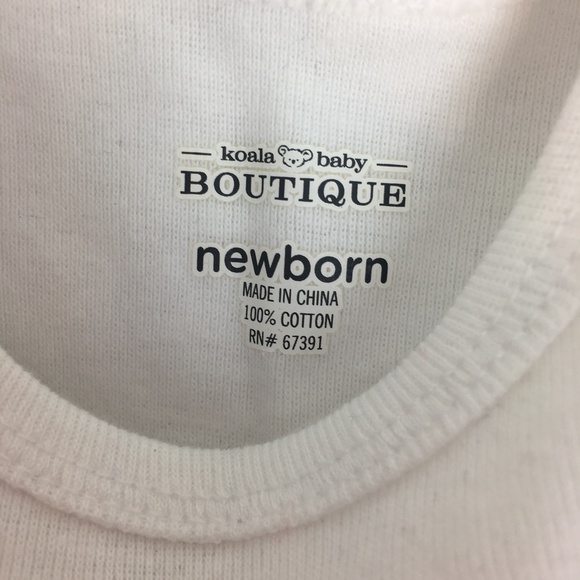 koala baby
BOUTIQUE
newborn
MADE IN CHINA
100% COTTON
RN# 67391